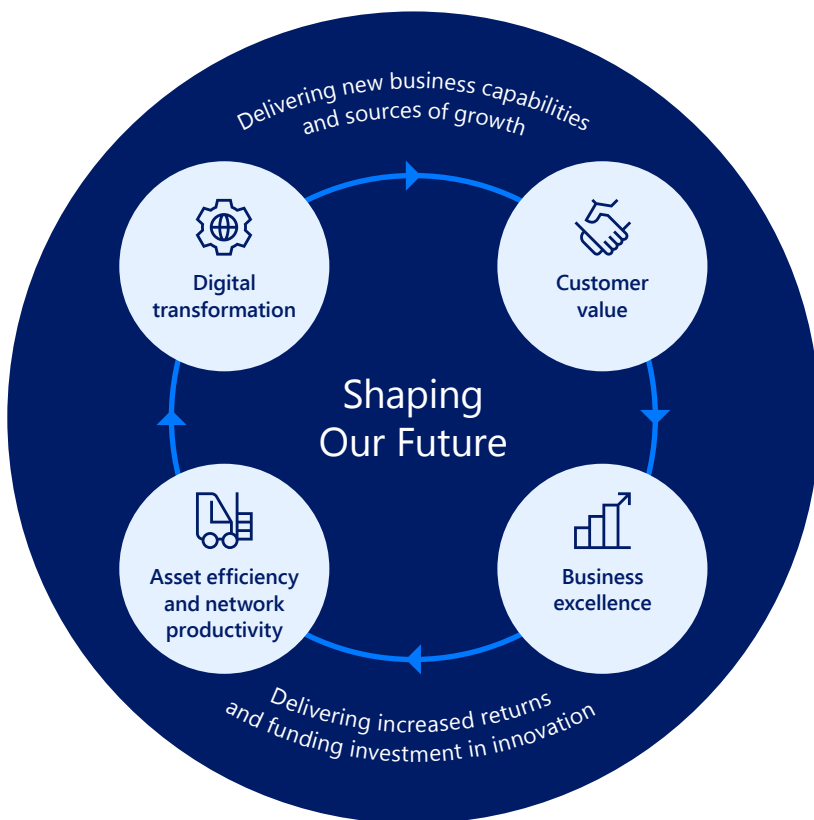 Delivering new business capabilities
and sources of growth
Digital
transformation
Customer
value
Shaping
Our Future
Asset efficiency
and network
productivity
Business
excellence
Delivering increased returns
and funding investment in innovation